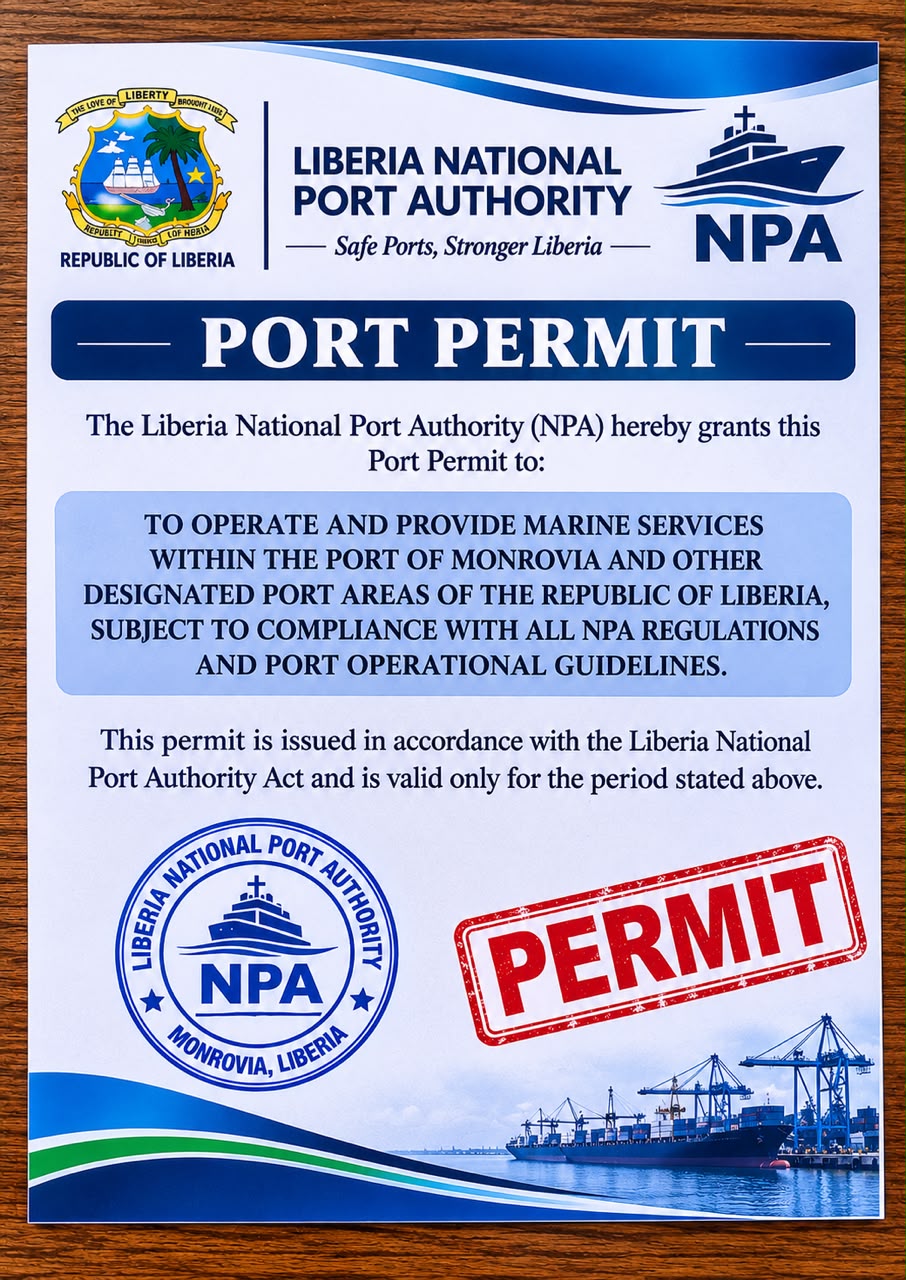 THE LOVE OF LIBERTY BROUGHT
REPUBLIC OF LIBERIA
LIBERIA NATIONAL
PORT AUTHORITY
Safe Ports, Stronger Liberia
NPA
PORT PERMIT
The Liberia National Port Authority (NPA) hereby grants this
Port Permit to:
TO OPERATE AND PROVIDE MARINE SERVICES
WITHIN THE PORT OF MONROVIA AND OTHER
DESIGNATED PORT AREAS OF THE REPUBLIC OF LIBERIA,
SUBJECT TO COMPLIANCE WITH ALL NPA REGULATIONS
AND PORT OPERATIONAL GUIDELINES.
This permit is issued in accordance with the Liberia National
Port Authority Act and is valid only for the period stated above.
LIBERIA NATIONAL PORT AUTHORITY
NPA
MONROVIA, LIBERIA
PERMIT